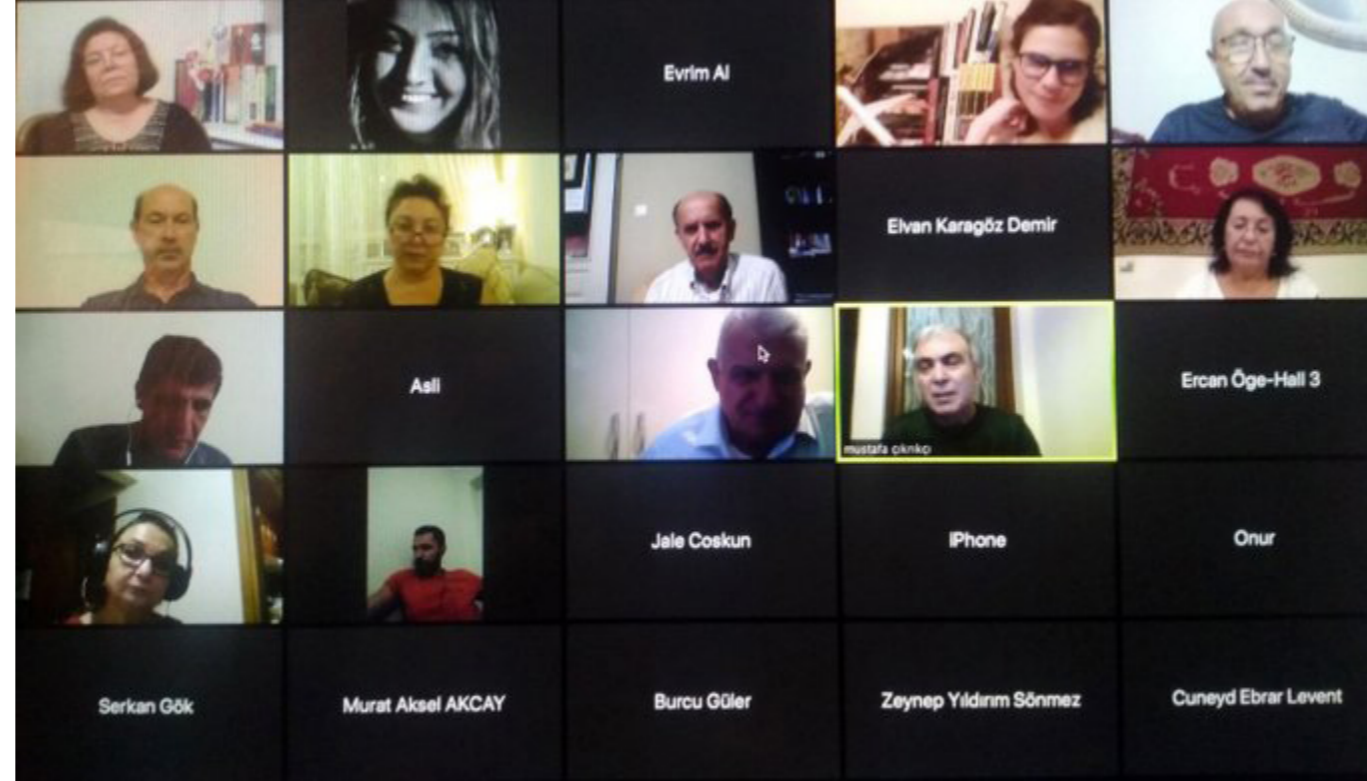 Evrim Al
Elvan Karagöz Demir
Asli
mustafa çıkrıkçı
Ercan Öge-Hall 3
Jale Coskun
iPhone
Onur
Serkan Gök
Murat Aksel AKCAY
Burcu Güler
Zeynep Yıldırım Sönmez
Cuneyd Ebrar Levent